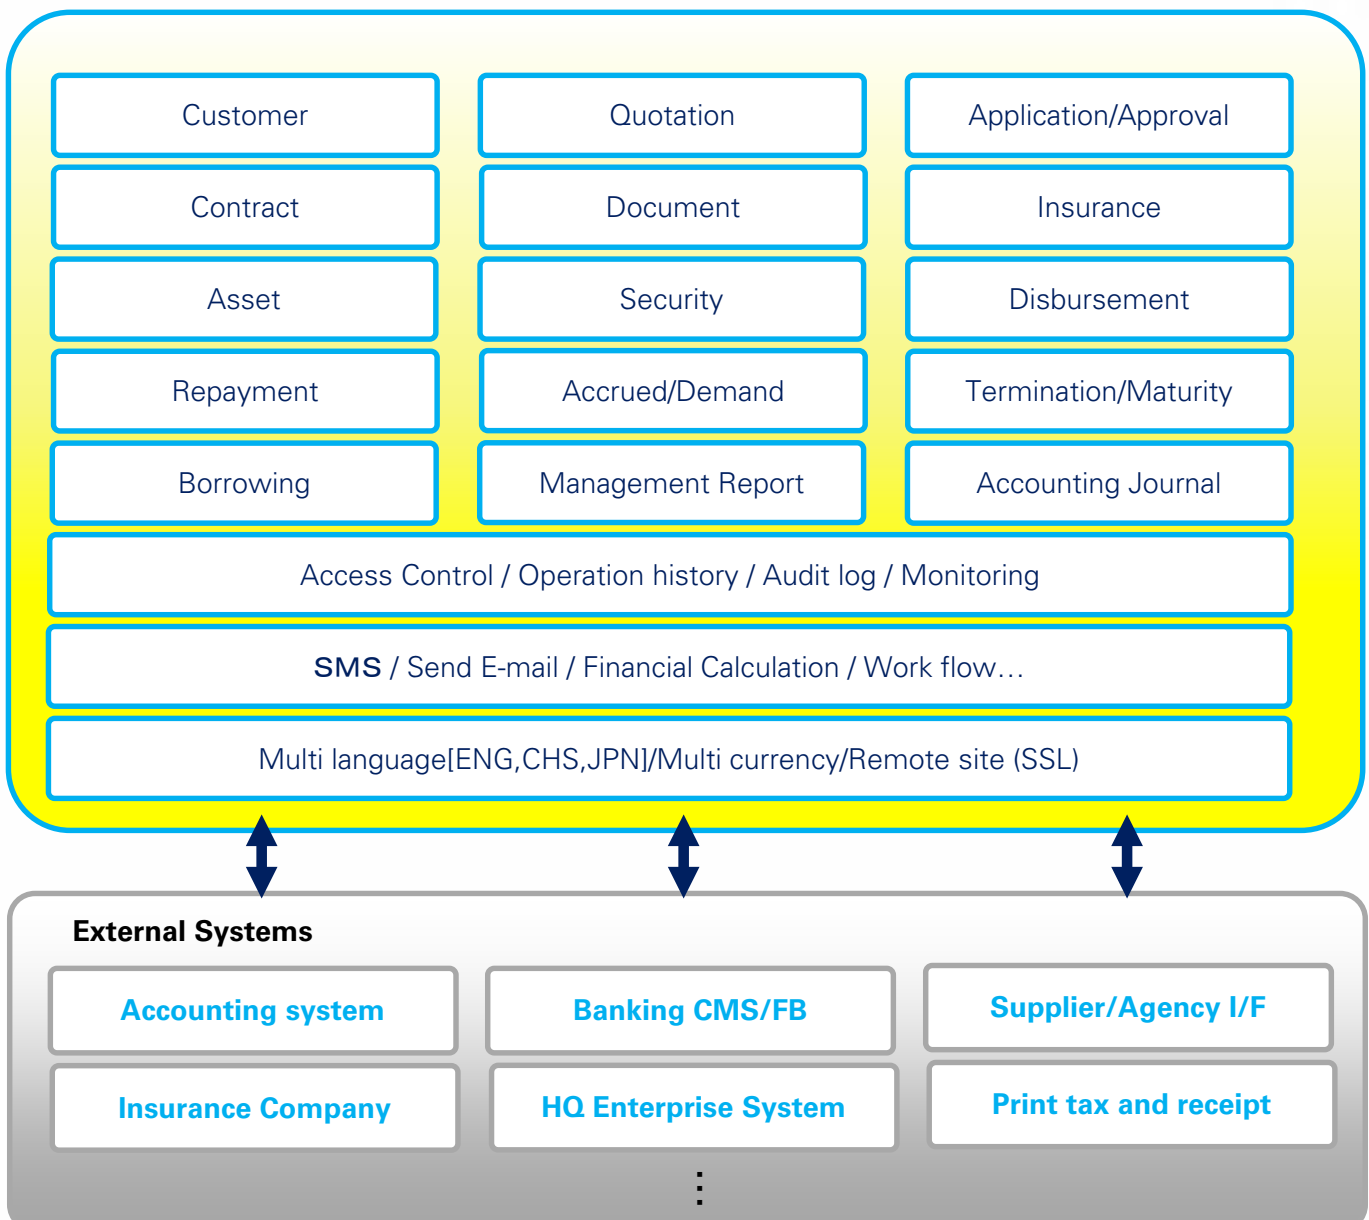 Customer
Quotation
Application/Approval
Contract
Document
Insurance
Asset
Security
Disbursement
Repayment
Accrued/Demand
Termination/Maturity
Borrowing
Management Report
Accounting Journal
Access Control / Operation history / Audit log / Monitoring
SMS / Send E-mail / Financial Calculation / Work flow…
Multi language[ENG,CHS,JPN]/Multi currency/Remote site (SSL)
External Systems
Accounting system
Banking CMS/FB
Supplier/Agency I/F
Insurance Company
HQ Enterprise System
Print tax and receipt
⋮